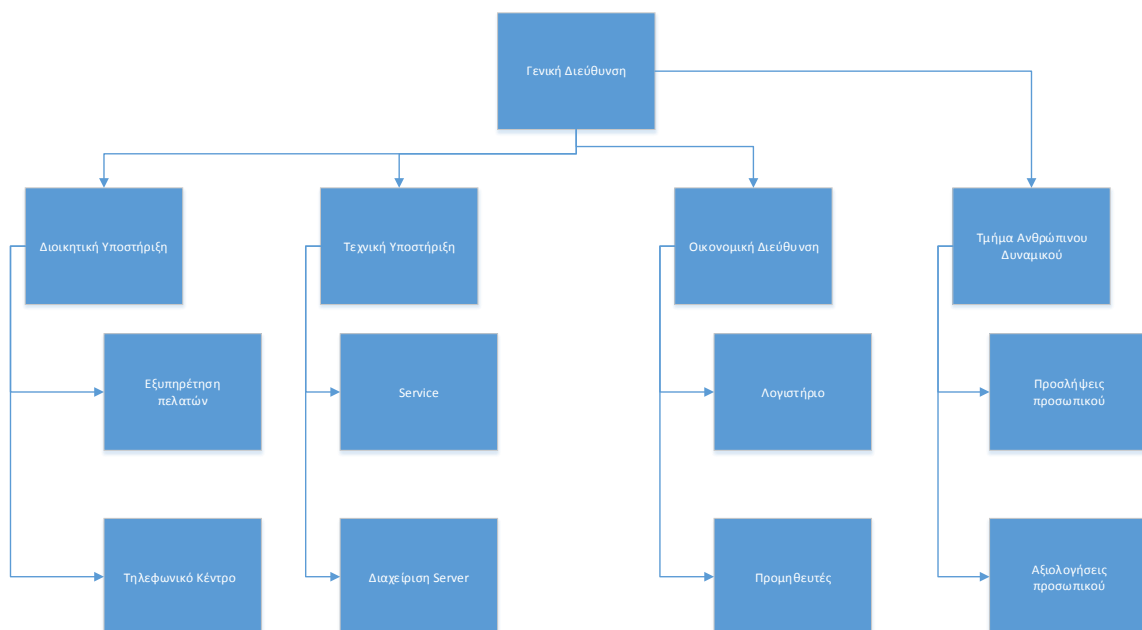 Γενική Διεύθυνση
Διοικητική Υποστήριξη
Τεχνική Υποστήριξη
Οικονομική Διεύθυνση
Τμήμα Ανθρώπινου
Δυναμικού
Εξυπηρέτηση
πελατών
Service
Λογιστήριο
Προσλήψεις
προσωπικού
Τηλεφωνικό Κέντρο
Διαχείριση Server
Προμηθευτές
Αξιολογήσεις
προσωπικού